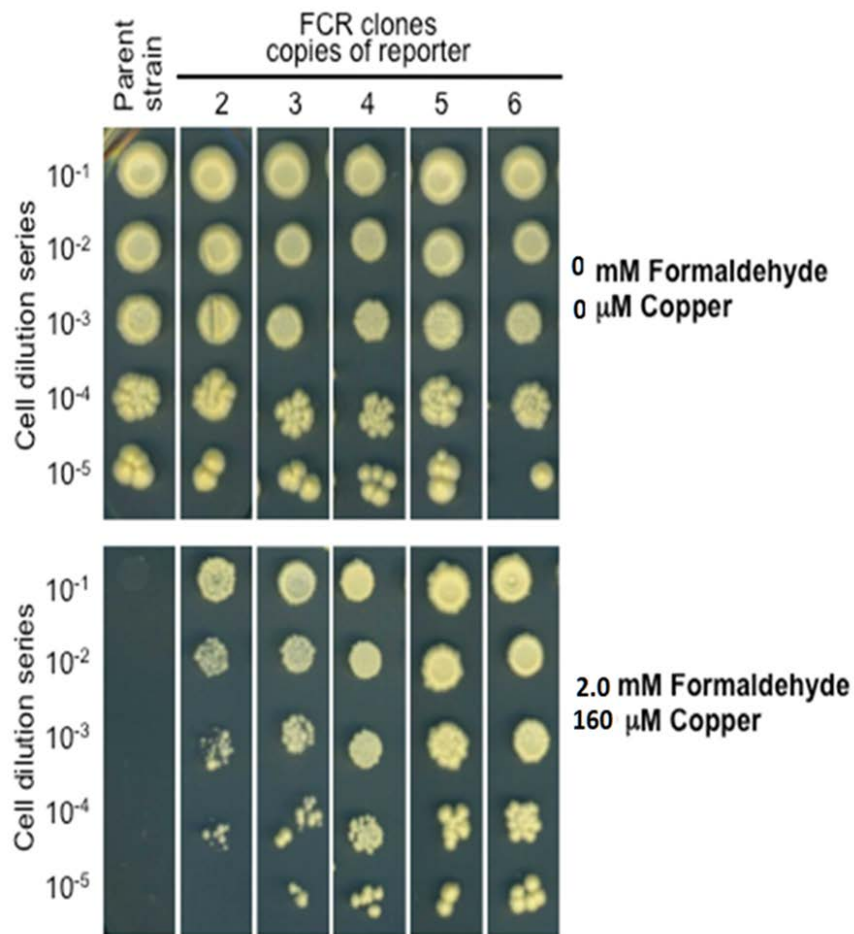 Parent
strain
FCR clones
copies of reporter
2 3 4 5 6
Cell dilution series
10-1
10-2
10-3
10-4
10-5
0 mM Formaldehyde
0 μM Copper
Cell dilution series
10-1
10-2
10-3
10-4
10-5
2.0 mM Formaldehyde
160 μM Copper